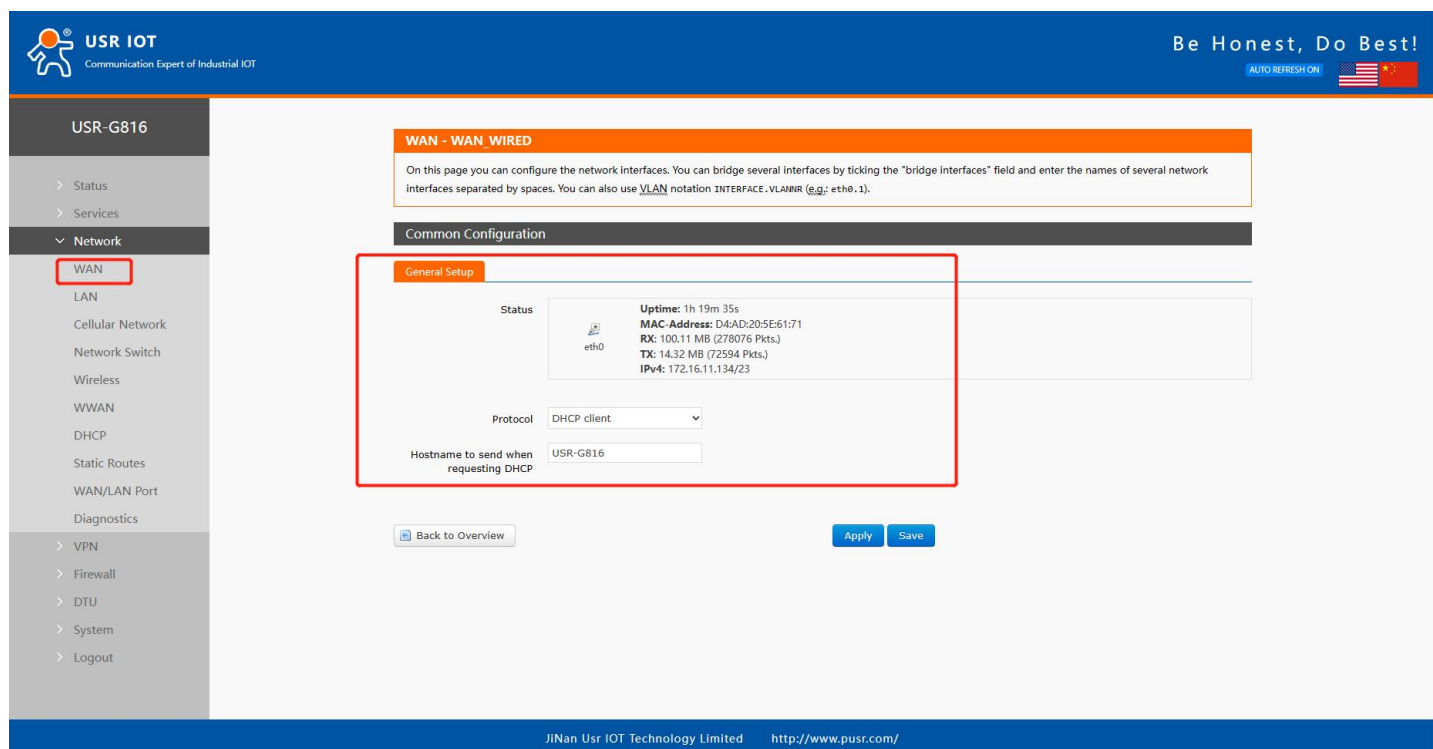 USR IOT
Communication Expert of Industrial IOT
Be Honest, Do Best!
AUTO REFRESH ON
USR-G816
Status
Services
Network
WAN
LAN
Cellular Network
Network Switch
Wireless
WWAN
DHCP
Static Routes
WAN/LAN Port
Diagnostics
VPN
Firewall
DTU
System
Logout
WAN - WAN_WIRED
On this page you can configure the network interfaces. You can bridge several interfaces by ticking the "bridge interfaces" field and enter the names of several network
interfaces separated by spaces. You can also use VLAN notation INTERFACE.VLANNR (e.g.: eth0.1).
Common Configuration
General Setup
Status
eth0
Uptime: 1h 19m 35s
MAC-Address: D4:AD:20:5E:61:71
RX: 100.11 MB (278076 Pkts.)
TX: 14.32 MB (72594 Pkts.)
IPv4: 172.16.11.134/23
Protocol
DHCP client
Hostname to send when
requesting DHCP
USR-G816
Back to Overview
Apply
Save
JiNan Usr IOT Technology Limited http://www.pusr.com/